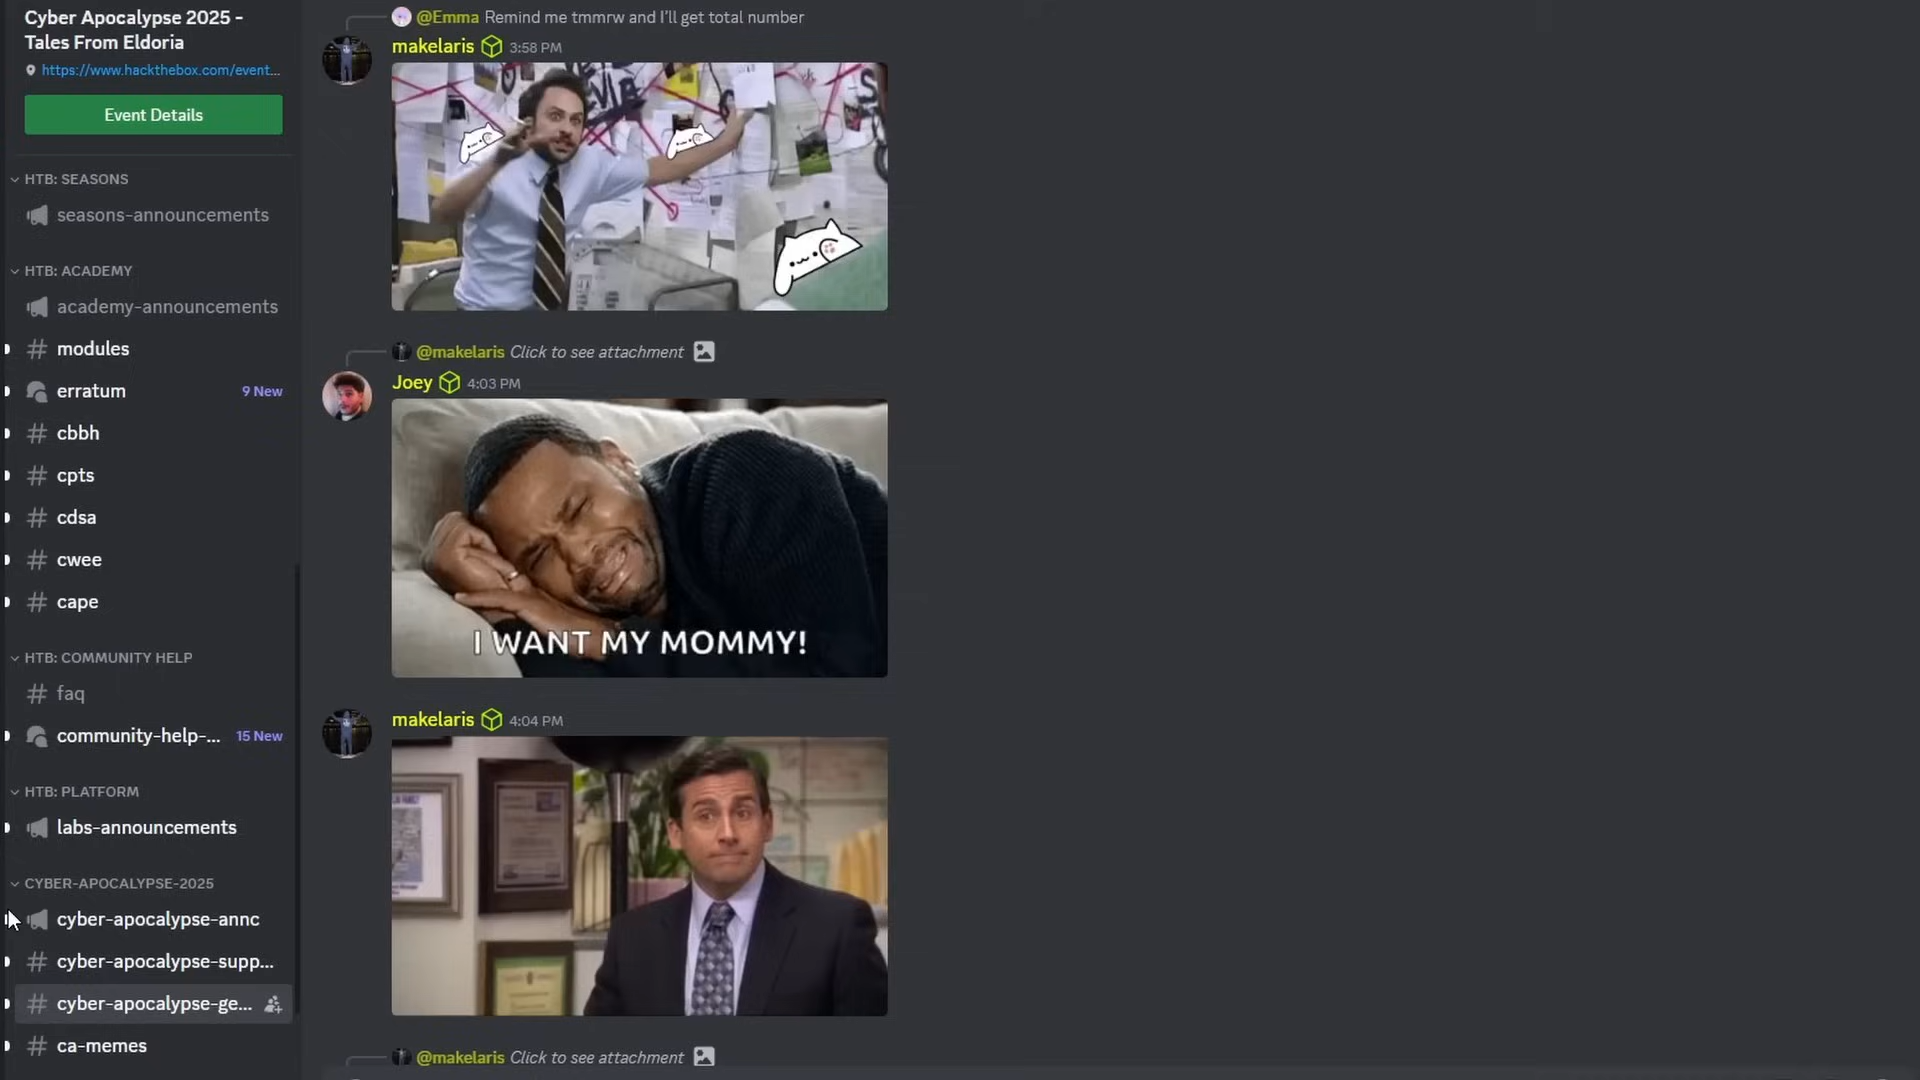 Cyber Apocalypse 2025 -
Tales From Eldoria
https://www.hackthebox.com/event...
Event Details
HTB: SEASONS
seasons-announcements
HTB: ACADEMY
academy-announcements
modules
erratum 9 New
cbbh
cpts
cdsa
cwee
cape
HTB: COMMUNITY HELP
faq
community-help-... 15 New
HTB: PLATFORM
labs-announcements
CYBER-APOCALYPSE-2025
cyber-apocalypse-annc
cyber-apocalypse-supp...
cyber-apocalypse-ge...
ca-memes
@Emma Remind me tmmrw and I'll get total number
makelaris 3:58 PM
@makelaris Click to see attachment
Joey 4:03 PM
I WANT MY MOMMY!
makelaris 4:04 PM
@makelaris Click to see attachment